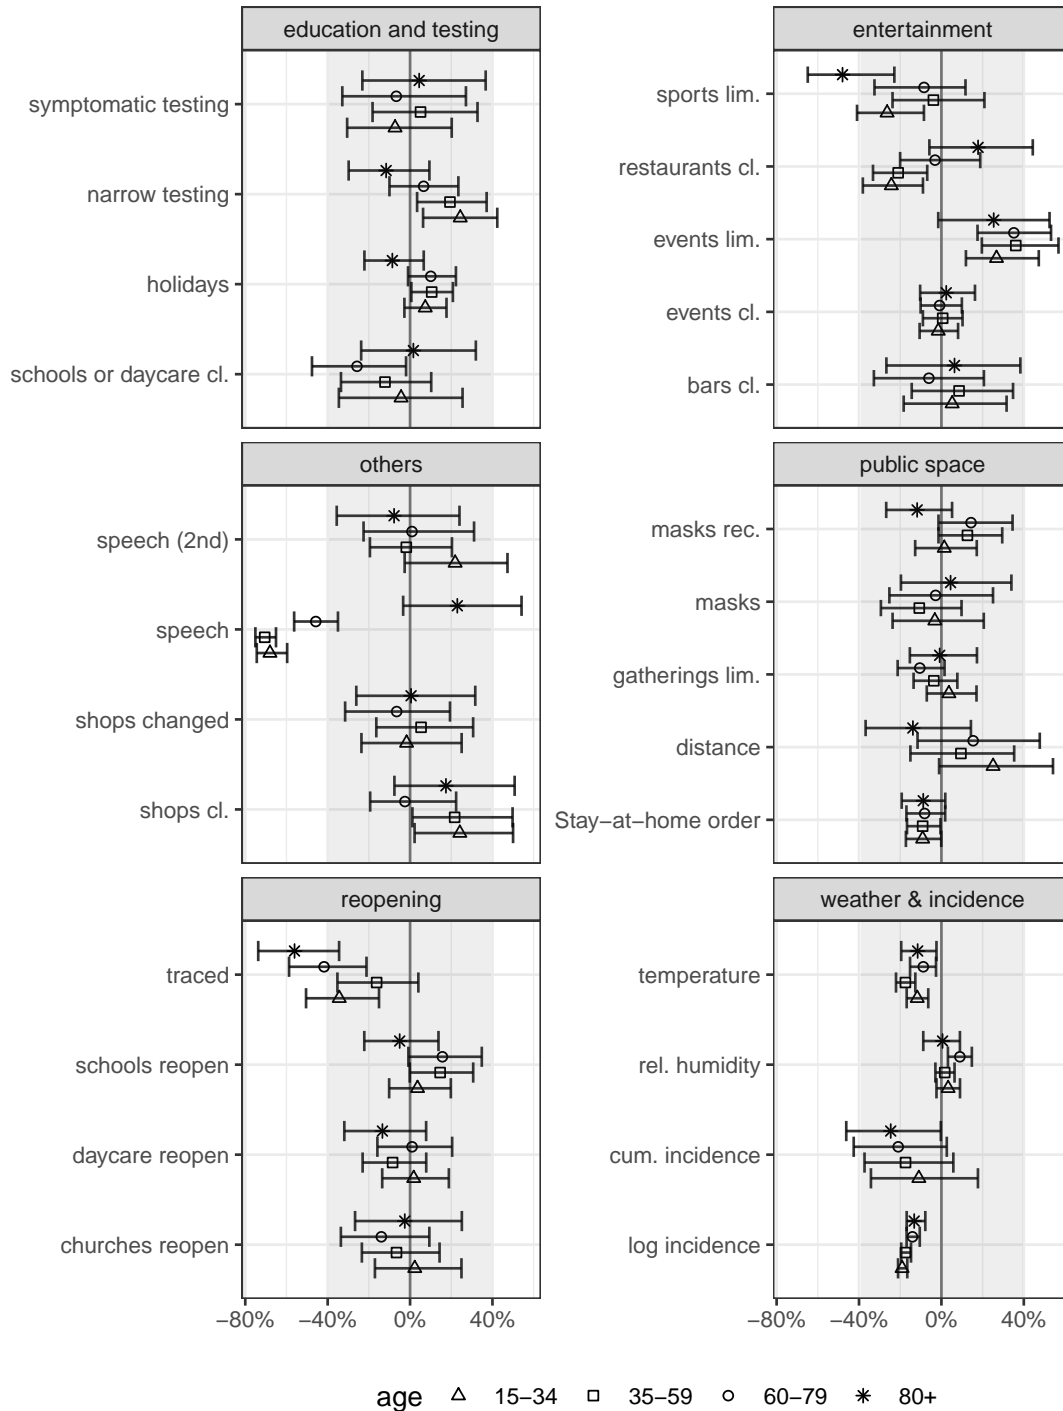 education and testing
symptomatic testing
narrow testing
holidays
schools or daycare cl.
entertainment
sports lim.
restaurants cl.
events lim.
events cl.
bars cl.
others
speech (2nd)
speech
shops changed
shops cl.
public space
masks rec.
masks
gatherings lim.
distance
Stay−at−home order
reopening
traced
schools reopen
daycare reopen
churches reopen
−80% −40% 0% 40%
weather & incidence
temperature
rel. humidity
cum. incidence
log incidence
−80% −40% 0% 40%
age 15−34 35−59 60−79 80+